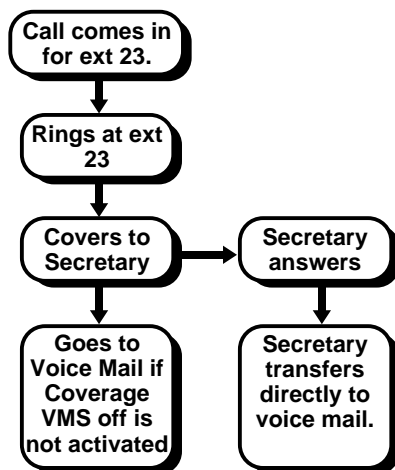 Call comes in
for ext 23.
Rings at ext
23
Covers to
Secretary
Secretary
answers
Goes to
Voice Mail if
Coverage
VMS off is
not activated
Secretary
transfers
directly to
voice mail.